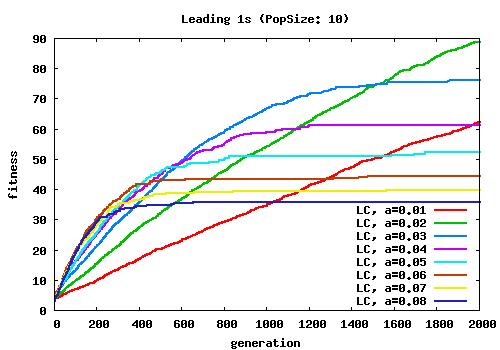 Leading 1s (PopSize: 10)
fitness
90
80
70
60
50
40
30
20
10
0
LC, a=0.01
LC, a=0.02
LC, a=0.03
LC, a=0.04
LC, a=0.05
LC, a=0.06
LC, a=0.07
LC, a=0.08
0 200 400 600 800 1000 1200 1400 1600 1800 2000
generation